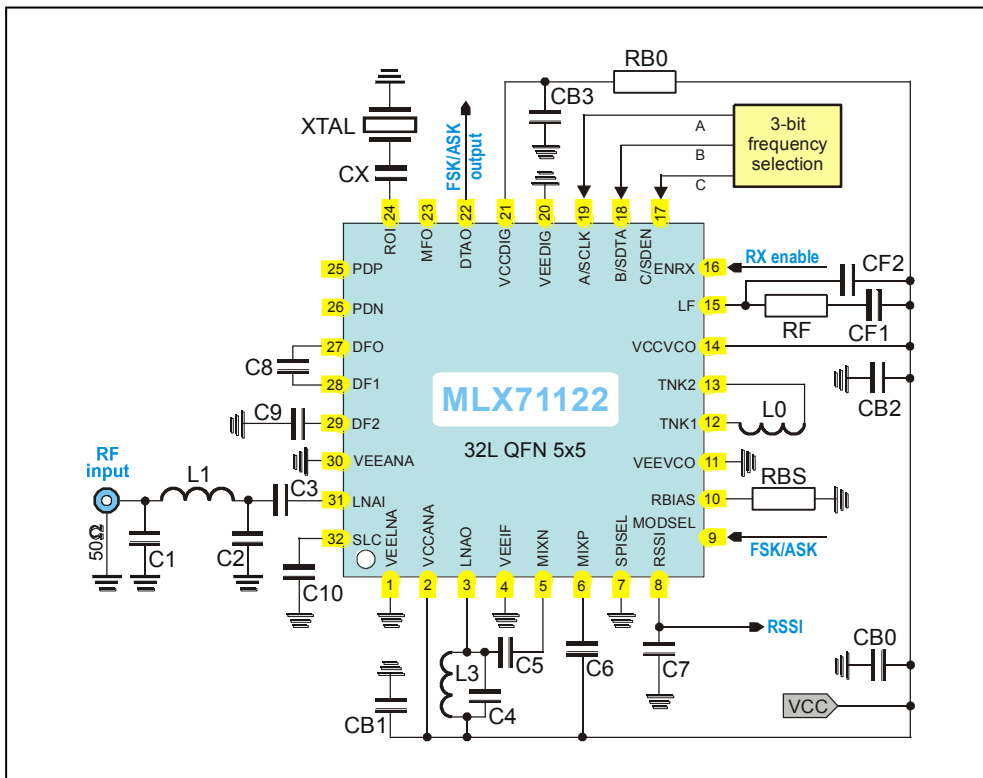 RB0
CB3
XTAL
CX
FSK/ASK
output
A
B
C
3-bit
frequency
selection
24
23
22
21
20
19
18
17
ROI
MFO
DTAO
VCCDIG
VEEDIG
A/SCLK
B/SDTA
C/SDEN
25 PDP
26 PDN
27 DFO
28 DF1
29 DF2
30 VEEANA
31 LNAI
32 SLC
C8
C9
RF
input
50Ω
L1
C3
C1
C2
C10
MLX71122
32L QFN 5x5
ENRX 16
RX enable
LF 15
CF2
RF
CF1
VCCVCO 14
CB2
TNK2 13
L0
TNK1 12
VEEVCO 11
RBIAS 10
RBS
MODSEL 9
FSK/ASK
VEELNA
VCCANA
LNAO
VEEIF
MIXN
MIXP
SPISEL
RSSI
1
2
3
4
5
6
7
8
RSSI
L3
C5
C4
C6
C7
CB1
CB0
VCC